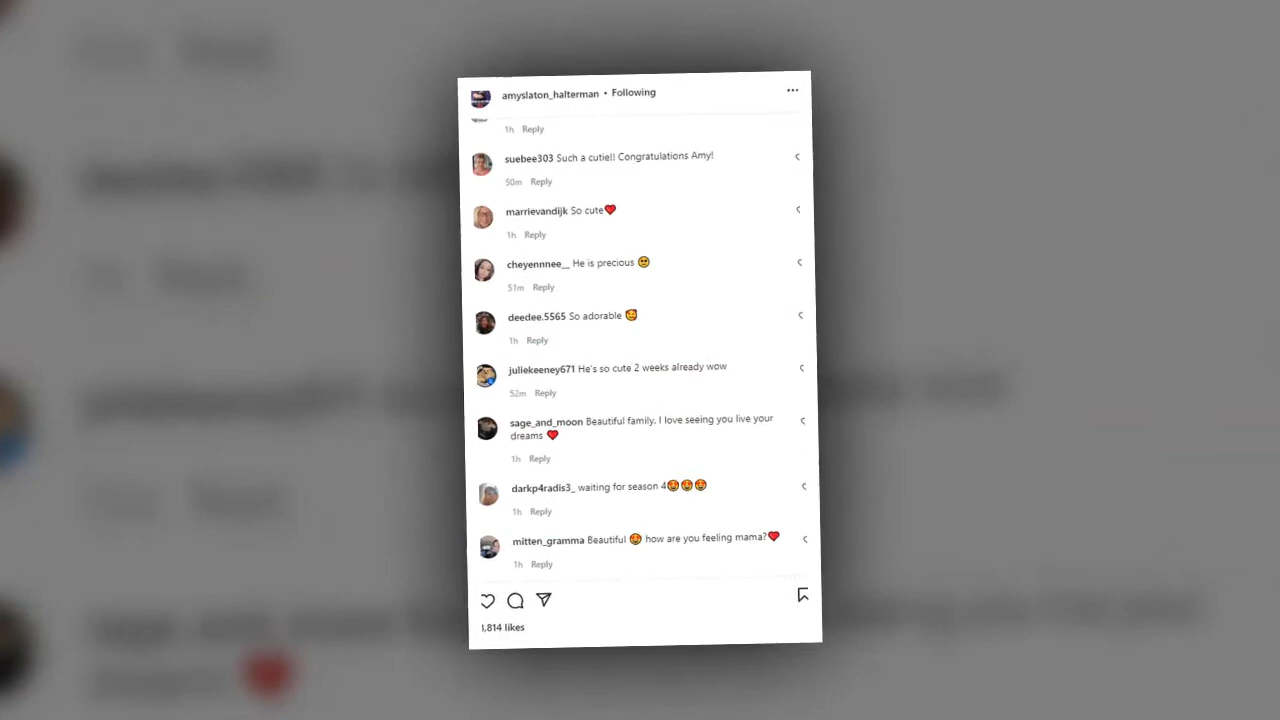 amyslaton_halterman • Following
1h Reply
suebee303 Such a cutie!! Congratulations Amy!
50m Reply
marrievandijk So cute❤️
1h Reply
cheyennnee__ He is precious 🥺
51m Reply
deedee.5565 So adorable 🥰
1h Reply
juliekeeney671 He's so cute 2 weeks already wow
52m Reply
sage_and_moon Beautiful family. I love seeing you live your
dreams ❤️
1h Reply
darkp4radis3_ waiting for season 4🤩🤩🤩
1h Reply
mitten_gramma Beautiful 🤩 how are you feeling mama?❤️
1h Reply
1,814 likes